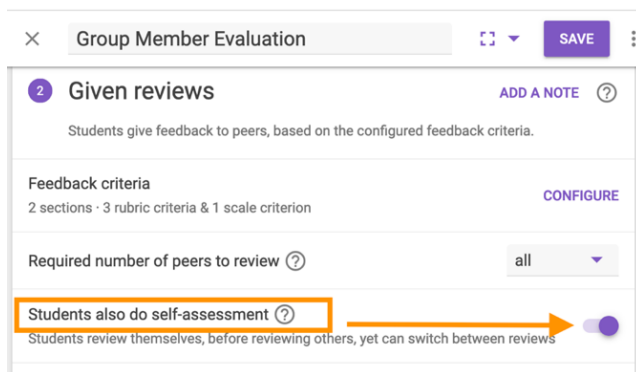 Group Member Evaluation
SAVE
2 Given reviews ADD A NOTE ?
Students give feedback to peers, based on the configured feedback criteria.
Feedback criteria
CONFIGURE
2 sections · 3 rubric criteria & 1 scale criterion
Required number of peers to review ? all
Students also do self-assessment ?
Students review themselves, before reviewing others, yet can switch between reviews